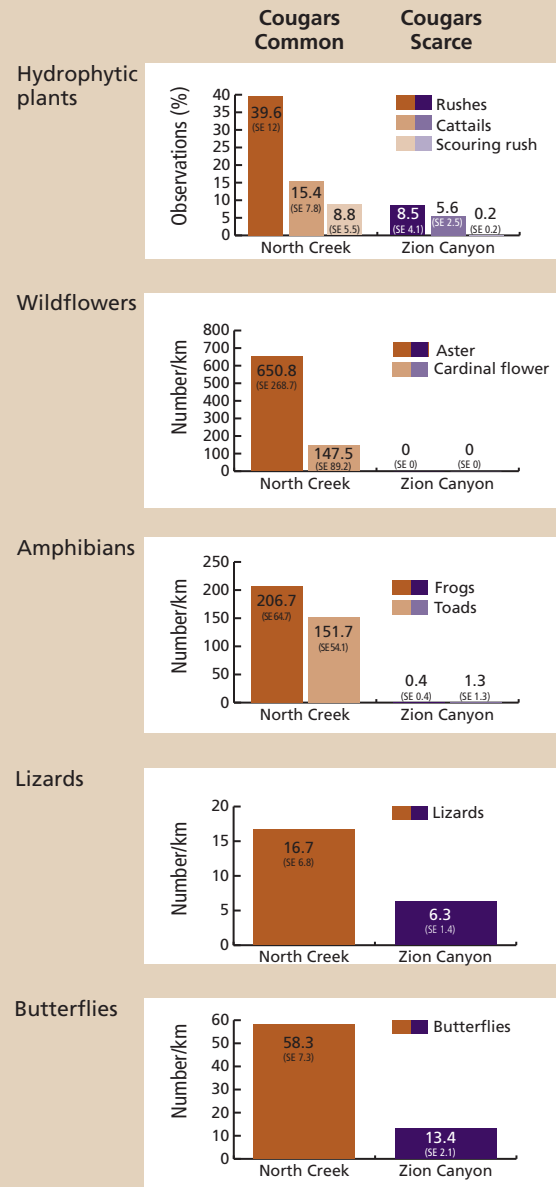 Cougars Common
Cougars Scarce
Hydrophytic plants
Observations (%)
40
35
30
25
20
15
10
5
0
39.6
(SE 12)
15.4
(SE 7.8)
8.8
(SE 5.5)
8.5
(SE 4.1)
5.6
(SE 2.5)
0.2
(SE 0.2)
Rushes
Cattails
Scouring rush
North Creek
Zion Canyon
Wildflowers
Number/km
800
700
600
500
400
300
200
100
0
650.8
(SE 268.7)
147.5
(SE 89.2)
0
(SE 0)
0
(SE 0)
Aster
Cardinal flower
North Creek
Zion Canyon
Amphibians
Number/km
250
200
150
100
50
0
206.7
(SE 64.7)
151.7
(SE 54.1)
0.4
(SE 0.4)
1.3
(SE 1.3)
Frogs
Toads
North Creek
Zion Canyon
Lizards
Number/km
20
15
10
5
0
16.7
(SE 6.8)
6.3
(SE 1.4)
Lizards
North Creek
Zion Canyon
Butterflies
Number/km
60
50
40
30
20
10
0
58.3
(SE 7.3)
13.4
(SE 2.1)
Butterflies
North Creek
Zion Canyon